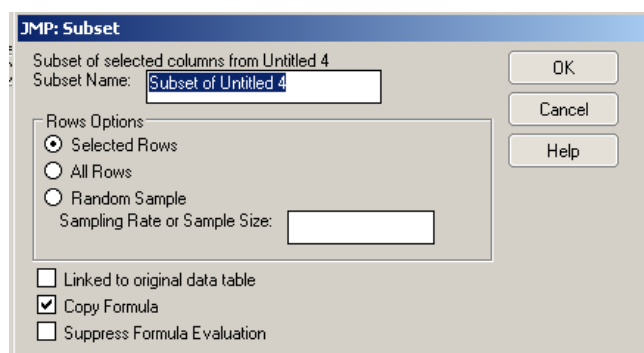 JMP: Subset
Subset of selected columns from Untitled 4
Subset Name: Subset of Untitled 4
OK
Cancel
Help
Rows Options
Selected Rows
All Rows
Random Sample
Sampling Rate or Sample Size:
Linked to original data table
Copy Formula
Suppress Formula Evaluation